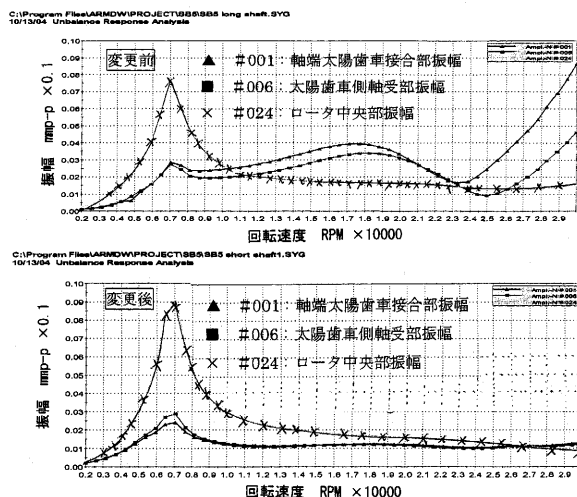 C:\Program Files\ARMDW\PROJECT\SB5\SB5 long shaft.SYG
10/13/04 Unbalance Response Analysis
変更前
▲ #001：軸端太陽歯車接合部振幅
■ #006：太陽歯車側軸受部振幅
× #024：ロータ中央部振幅
Ampl.-N#001
Ampl.-N#006
Ampl.-N#024
振幅 mmp-p ×0.1
0.10
0.09
0.08
0.07
0.06
0.05
0.04
0.03
0.02
0.01
0.00
0.2 0.3 0.4 0.5 0.6 0.7 0.8 0.9 1.0 1.1 1.2 1.3 1.4 1.5 1.6 1.7 1.8 1.9 2.0 2.1 2.2 2.3 2.4 2.5 2.6 2.7 2.8 2.9
回転速度 RPM ×10000
C:\Program Files\ARMDW\PROJECT\SB5\SB5 short shaft1.SYG
10/13/04 Unbalance Response Analysis
変更後
▲ #001：軸端太陽歯車接合部振幅
■ #006：太陽歯車側軸受部振幅
× #024：ロータ中央部振幅
Ampl.-N#001
Ampl.-N#006
Ampl.-N#024
振幅 mmp-p ×0.1
0.10
0.09
0.08
0.07
0.06
0.05
0.04
0.03
0.02
0.01
0.00
0.2 0.3 0.4 0.5 0.6 0.7 0.8 0.9 1.0 1.1 1.2 1.3 1.4 1.5 1.6 1.7 1.8 1.9 2.0 2.1 2.2 2.3 2.4 2.5 2.6 2.7 2.8 2.9
回転速度 RPM ×10000